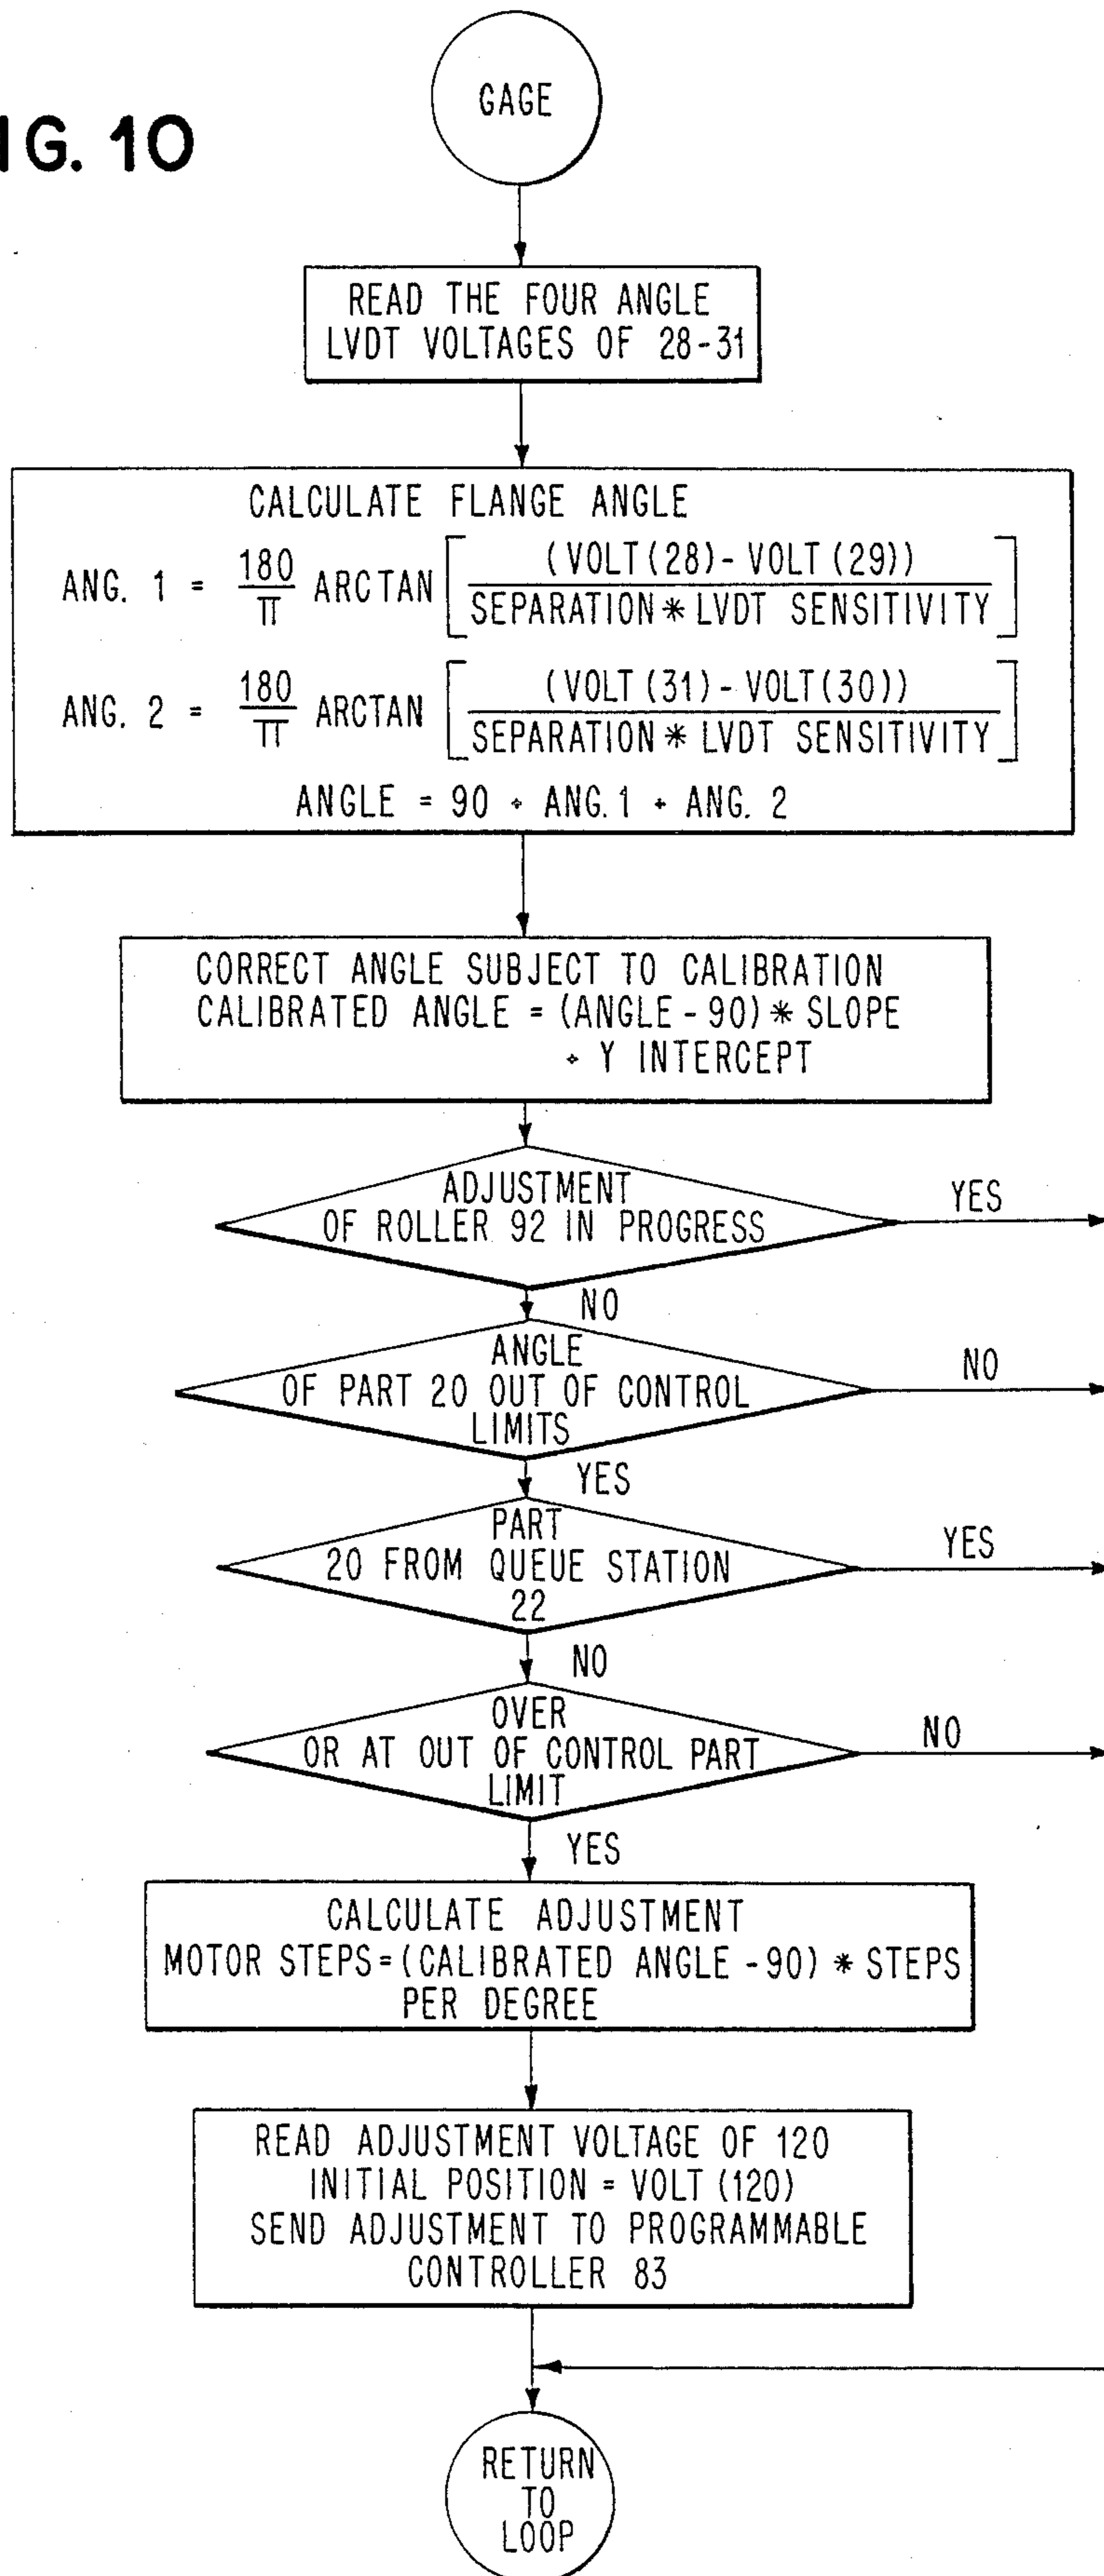 IG. 10
GAGE
READ THE FOUR ANGLE
LVDT VOLTAGES OF 28-31
CALCULATE FLANGE ANGLE
ANG. 1 = 180/π ARCTAN [(VOLT(28)-VOLT(29))/SEPARATION * LVDT SENSITIVITY]
ANG. 2 = 180/π ARCTAN [(VOLT(31)-VOLT(30))/SEPARATION * LVDT SENSITIVITY]
ANGLE = 90 + ANG.1 + ANG. 2
CORRECT ANGLE SUBJECT TO CALIBRATION
CALIBRATED ANGLE = (ANGLE-90) * SLOPE
+ Y INTERCEPT
ADJUSTMENT
OF ROLLER 92 IN PROGRESS
YES
NO
ANGLE
OF PART 20 OUT OF CONTROL
LIMITS
NO
YES
PART
20 FROM QUEUE STATION
22
YES
NO
OVER
OR AT OUT OF CONTROL PART
LIMIT
NO
YES
CALCULATE ADJUSTMENT
MOTOR STEPS=(CALIBRATED ANGLE-90) * STEPS
PER DEGREE
READ ADJUSTMENT VOLTAGE OF 120
INITIAL POSITION = VOLT (120)
SEND ADJUSTMENT TO PROGRAMMABLE
CONTROLLER 83
RETURN
TO
LOOP